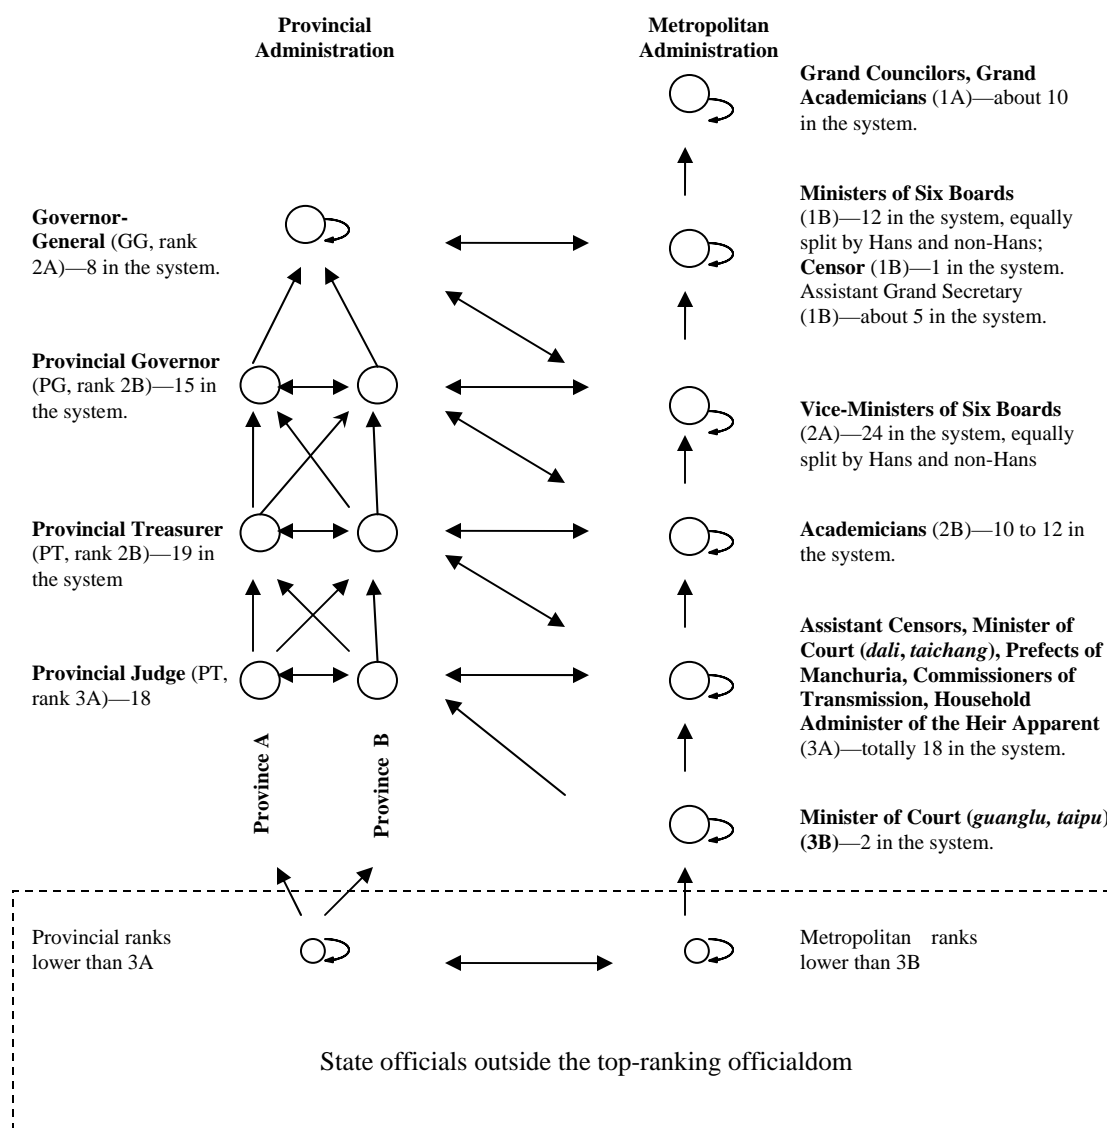 Provincial
Administration
Metropolitan
Administration
Grand Councilors, Grand
Academicians (1A)—about 10
in the system.
Governor-
General (GG, rank
2A)—8 in the system.
Ministers of Six Boards
(1B)—12 in the system, equally
split by Hans and non-Hans;
Censor (1B)—1 in the system.
Assistant Grand Secretary
(1B)—about 5 in the system.
Provincial Governor
(PG, rank 2B)—15 in
the system.
Vice-Ministers of Six Boards
(2A)—24 in the system, equally
split by Hans and non-Hans
Provincial Treasurer
(PT, rank 2B)—19 in
the system
Academicians (2B)—10 to 12 in
the system.
Provincial Judge (PT,
rank 3A)—18
Assistant Censors, Minister of
Court (dali, taichang), Prefects of
Manchuria, Commissioners of
Transmission, Household
Administer of the Heir Apparent
(3A)—totally 18 in the system.
Province A
Province B
Minister of Court (guanglu, taipu)
(3B)—2 in the system.
Provincial ranks
lower than 3A
Metropolitan ranks
lower than 3B
State officials outside the top-ranking officialdom